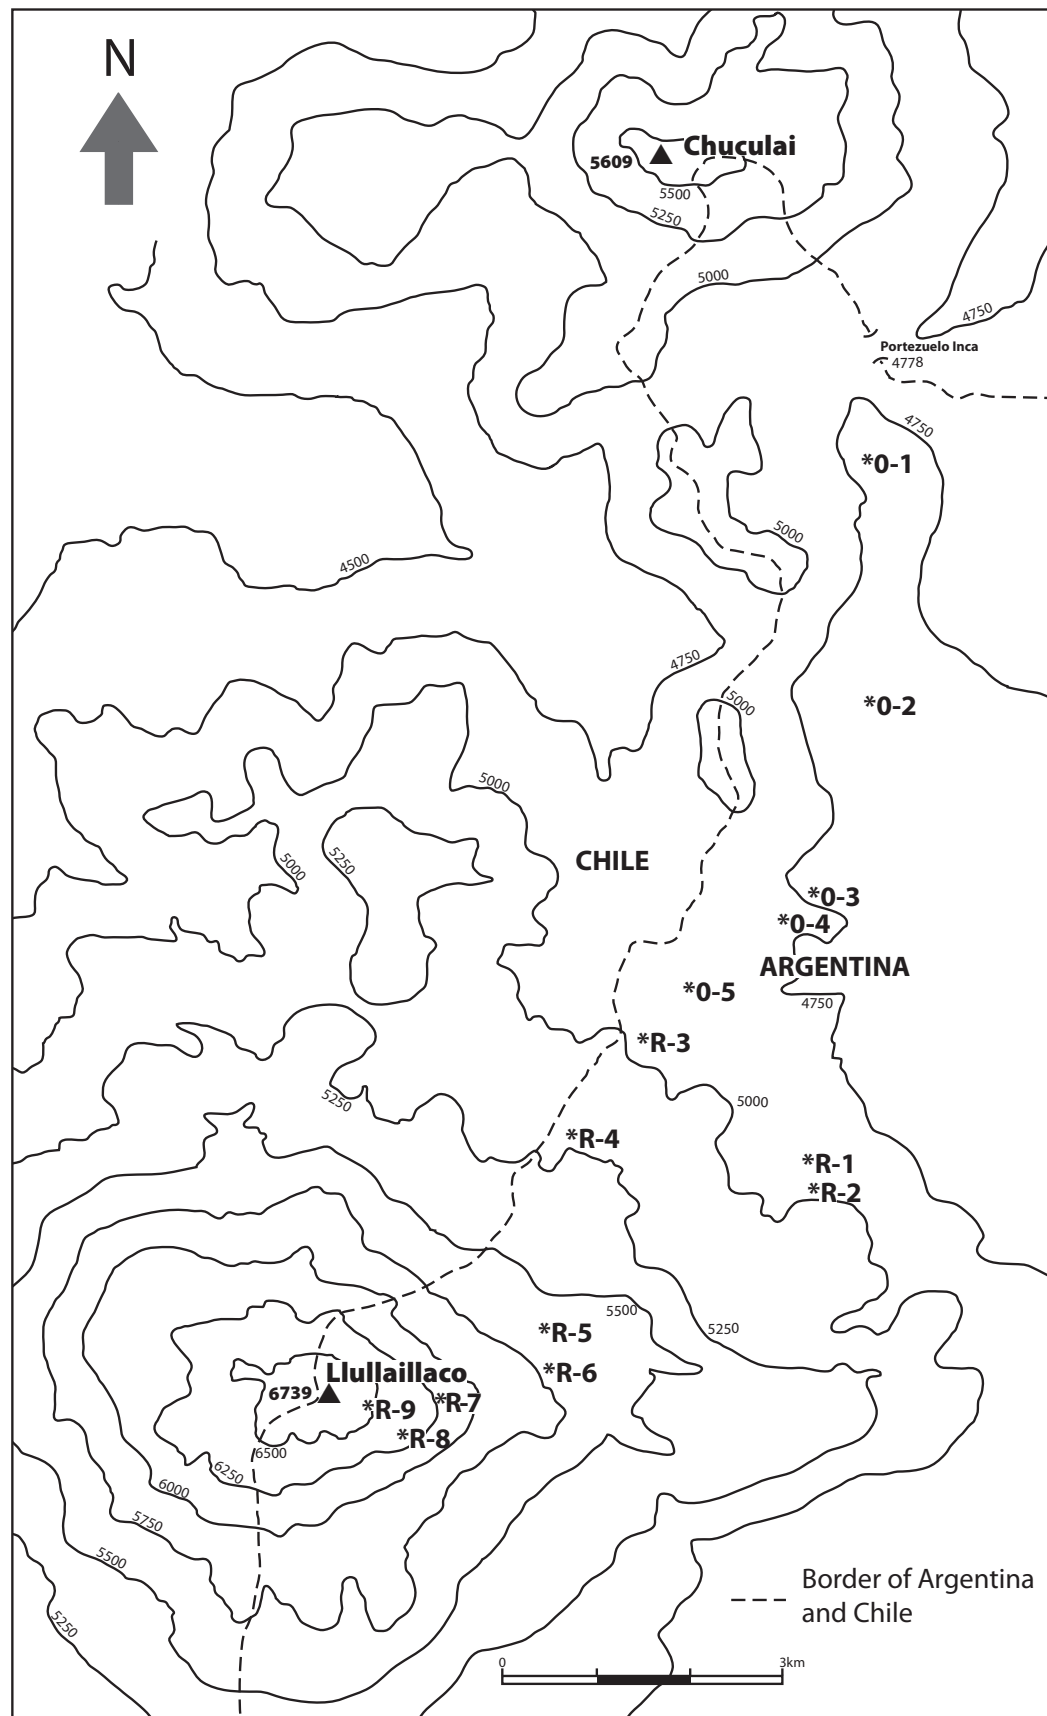 N
Chuculai
5609
5500
5250
5000
4750
Portezuelo Inca
4778
4750
*0-1
5000
4500
4750
5000
*0-2
5000
CHILE
5250
5000
*0-3
*0-4
ARGENTINA
*0-5
4750
*R-3
5250
5000
*R-4
*R-1
*R-2
5500
5250
*R-5
Llullaillaco
*R-6
6739
*R-9
*R-7
*R-8
6500
6250
6000
5750
5500
5250
Border of Argentina
and Chile
0
3km